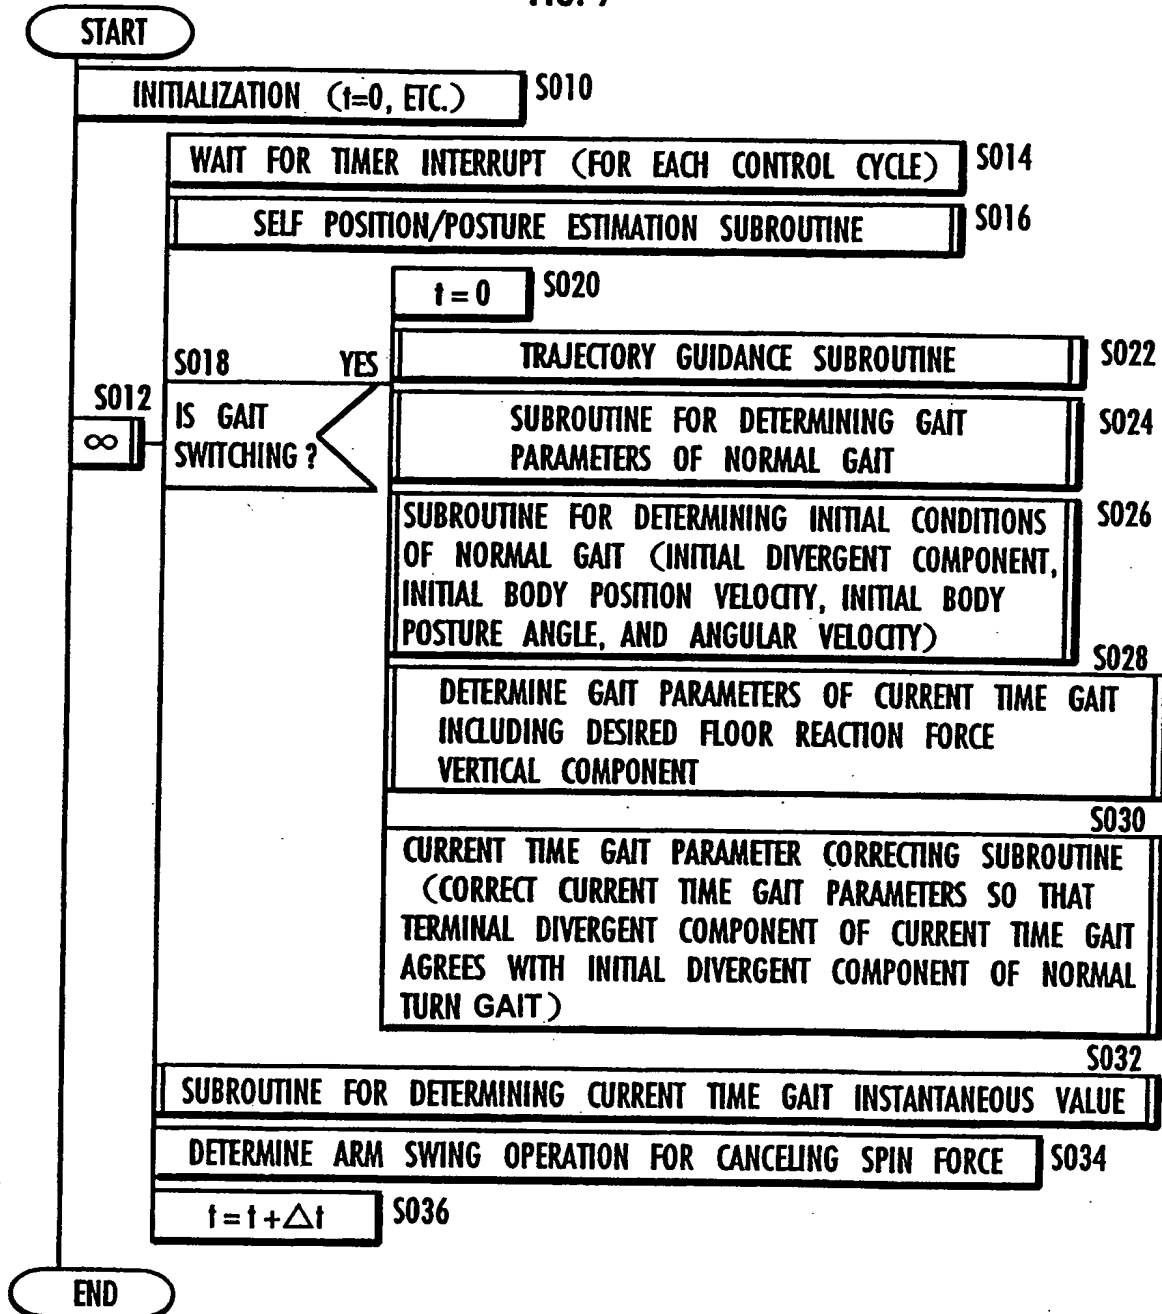 START
INITIALIZATION (t=0, ETC.) S010
WAIT FOR TIMER INTERRUPT (FOR EACH CONTROL CYCLE) S014
SELF POSITION/POSTURE ESTIMATION SUBROUTINE S016
t = 0 S020
S018 YES
TRAJECTORY GUIDANCE SUBROUTINE S022
S012
∞
IS GAIT
SWITCHING ?
SUBROUTINE FOR DETERMINING GAIT S024
PARAMETERS OF NORMAL GAIT
SUBROUTINE FOR DETERMINING INITIAL CONDITIONS S026
OF NORMAL GAIT (INITIAL DIVERGENT COMPONENT,
INITIAL BODY POSITION VELOCITY, INITIAL BODY
POSTURE ANGLE, AND ANGULAR VELOCITY)
S028
DETERMINE GAIT PARAMETERS OF CURRENT TIME GAIT
INCLUDING DESIRED FLOOR REACTION FORCE
VERTICAL COMPONENT
S030
CURRENT TIME GAIT PARAMETER CORRECTING SUBROUTINE
(CORRECT CURRENT TIME GAIT PARAMETERS SO THAT
TERMINAL DIVERGENT COMPONENT OF CURRENT TIME GAIT
AGREES WITH INITIAL DIVERGENT COMPONENT OF NORMAL
TURN GAIT)
S032
SUBROUTINE FOR DETERMINING CURRENT TIME GAIT INSTANTANEOUS VALUE
DETERMINE ARM SWING OPERATION FOR CANCELING SPIN FORCE S034
t=t+△t S036
END